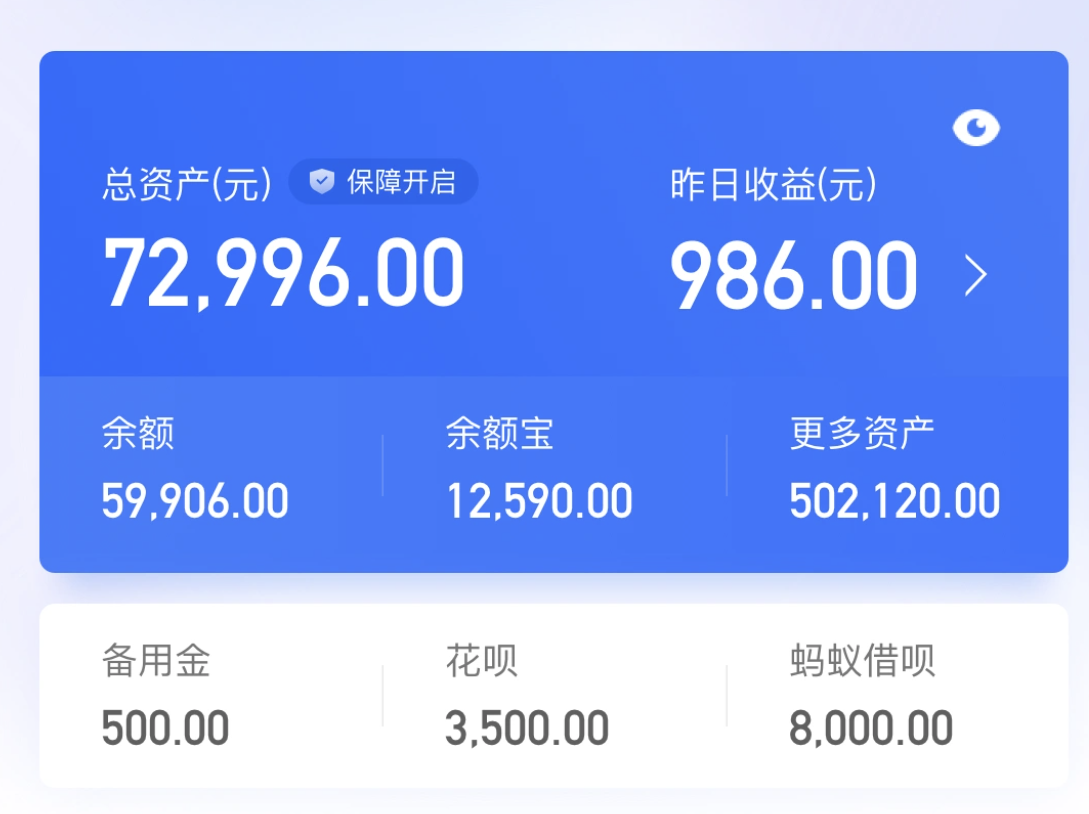 总资产(元) 保障开启 昨日收益(元)
72,996.00 986.00
余额 余额宝 更多资产
59,906.00 12,590.00 502,120.00
备用金 花呗 蚂蚁借呗
500.00 3,500.00 8,000.00